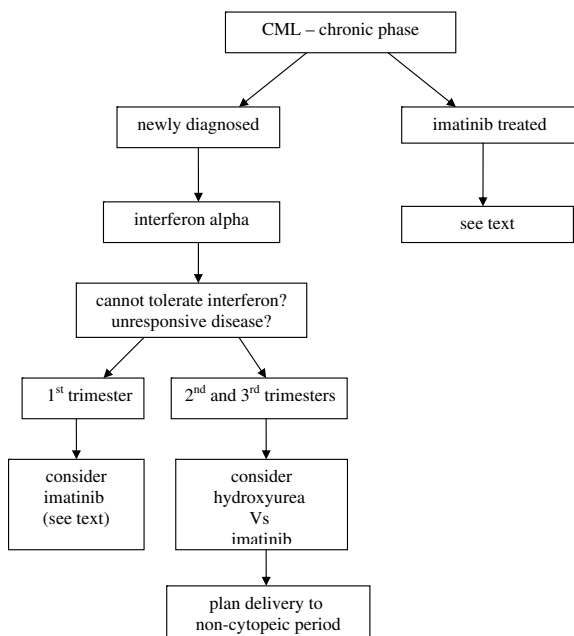 CML – chronic phase
newly diagnosed
imatinib treated
interferon alpha
see text
cannot tolerate interferon?
unresponsive disease?
1st trimester
2nd and 3rd trimesters
consider
imatinib
(see text)
consider
hydroxyurea
Vs
imatinib
plan delivery to
non-cytopeic period